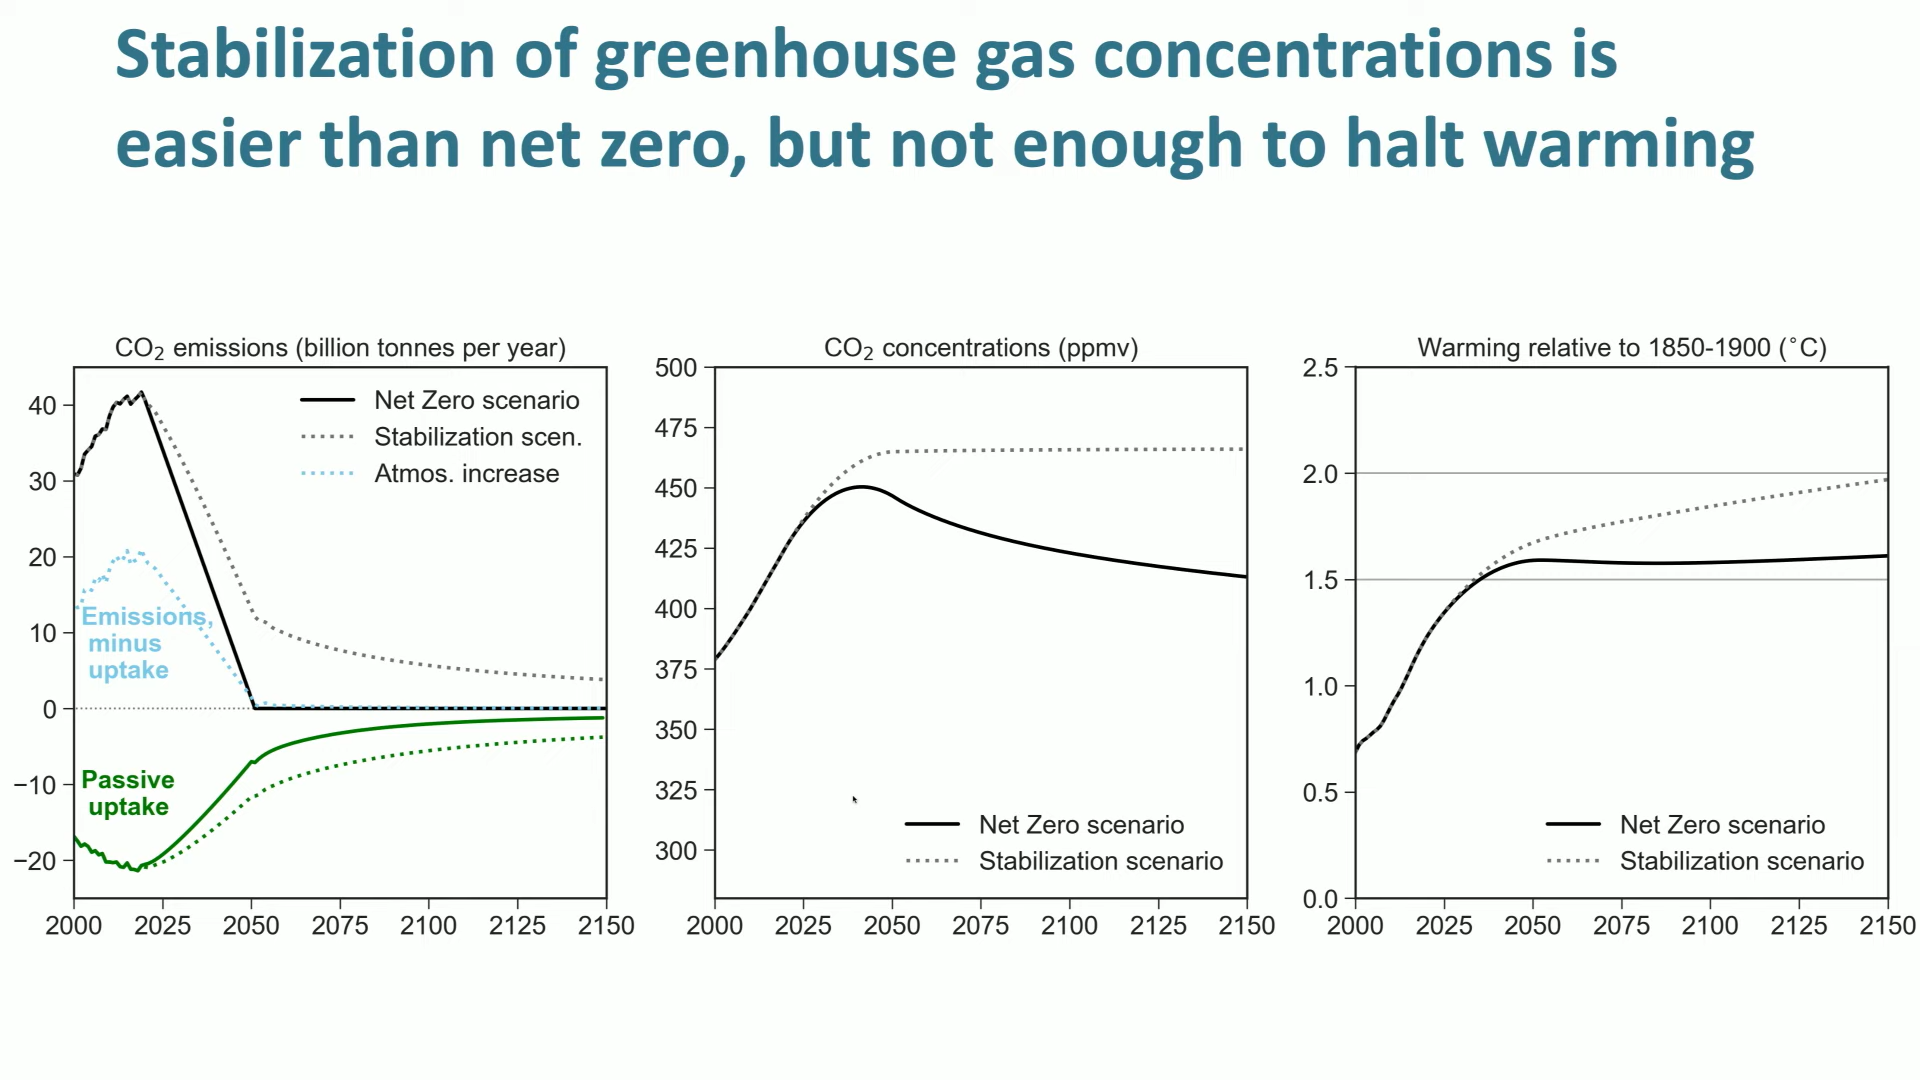 Stabilization of greenhouse gas concentrations is
easier than net zero, but not enough to halt warming
CO₂ emissions (billion tonnes per year)
40
30
20
10
0
−10
−20
Net Zero scenario
Stabilization scen.
Atmos. increase
Emissions
minus
uptake
Passive
uptake
2000 2025 2050 2075 2100 2125 2150
CO₂ concentrations (ppmv)
500
475
450
425
400
375
350
325
300
Net Zero scenario
Stabilization scenario
2000 2025 2050 2075 2100 2125 2150
Warming relative to 1850-1900 (°C)
2.5
2.0
1.5
1.0
0.5
0.0
Net Zero scenario
Stabilization scenario
2000 2025 2050 2075 2100 2125 2150